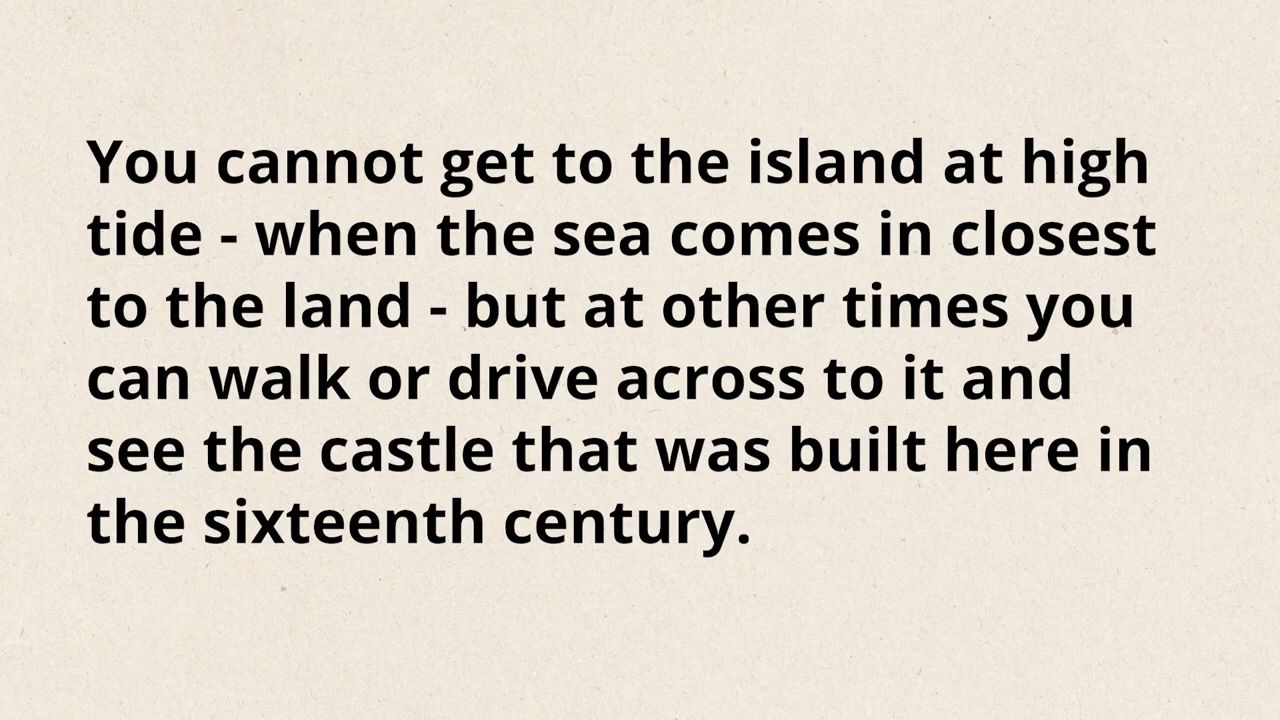 You cannot get to the island at high
tide - when the sea comes in closest
to the land - but at other times you
can walk or drive across to it and
see the castle that was built here in
the sixteenth century.